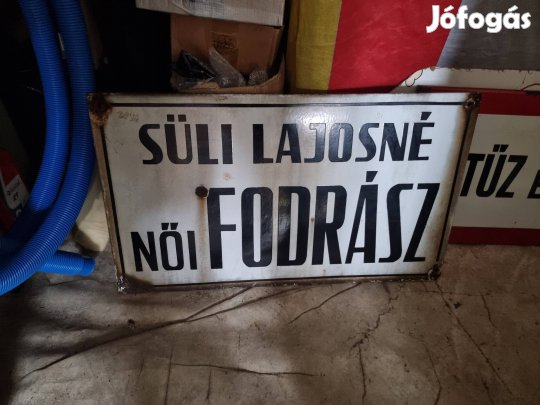 Jófogás
SÜLI LAJOSNÉ
NŐI FODRÁSZ
TŰZ